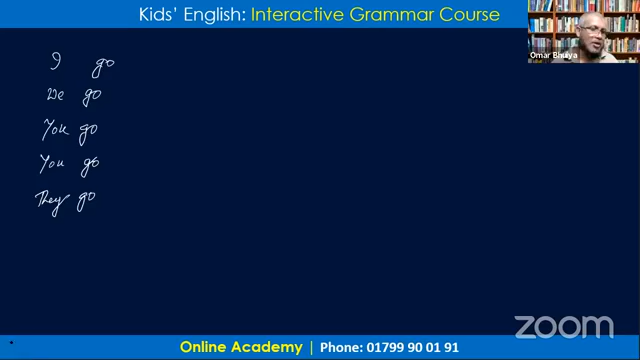 Kids' English: Interactive Grammar Course
Omar Bhuiya
I go
We go
You go
You go
They go
zoom
Online Academy | Phone: 01799 90 01 91